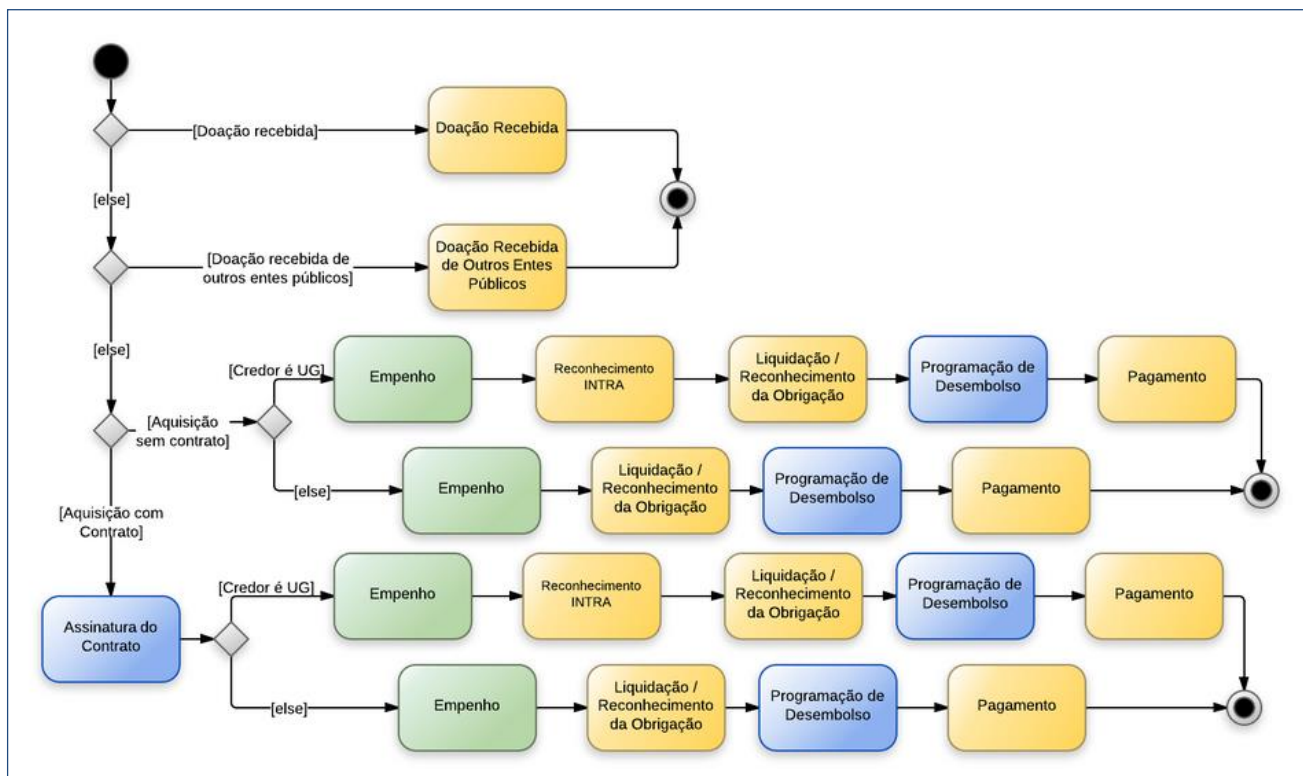 [Doação recebida]
Doação Recebida
[else]
[Doação recebida de
outros entes públicos]
Doação Recebida
de Outros Entes
Públicos
[else]
[Aquisição
sem contrato]
[Credor é UG]
Empenho
Reconhecimento
INTRA
Liquidação /
Reconhecimento
da Obrigação
Programação de
Desembolso
Pagamento
[else]
Empenho
Liquidação /
Reconhecimento
da Obrigação
Programação de
Desembolso
Pagamento
[Aquisição com
Contrato]
Assinatura do
Contrato
[Credor é UG]
Empenho
Reconhecimento
INTRA
Liquidação /
Reconhecimento
da Obrigação
Programação de
Desembolso
Pagamento
[else]
Empenho
Liquidação /
Reconhecimento
da Obrigação
Programação de
Desembolso
Pagamento